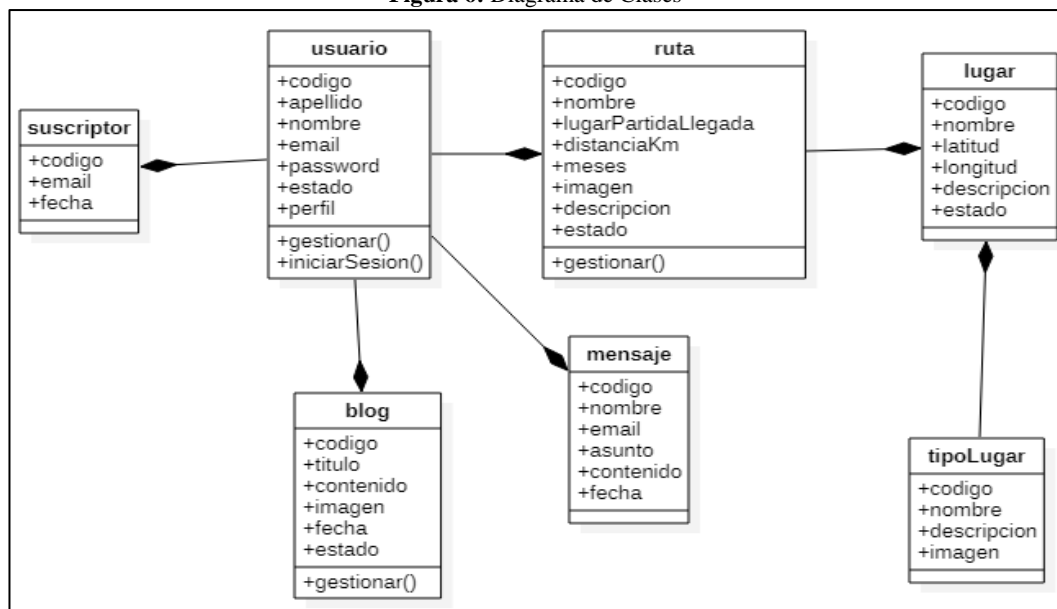 Figura 6: Diagrama de Clases
usuario
+codigo
+apellido
+nombre
+email
+password
+estado
+perfil
+gestionar()
+iniciarSesion()
ruta
+codigo
+nombre
+lugarPartidaLlegada
+distanciaKm
+meses
+imagen
+descripcion
+estado
+gestionar()
lugar
+codigo
+nombre
+latitud
+longitud
+descripcion
+estado
suscriptor
+codigo
+email
+fecha
mensaje
+codigo
+nombre
+email
+asunto
+contenido
+fecha
blog
+codigo
+titulo
+contenido
+imagen
+fecha
+estado
+gestionar()
tipoLugar
+codigo
+nombre
+descripcion
+imagen